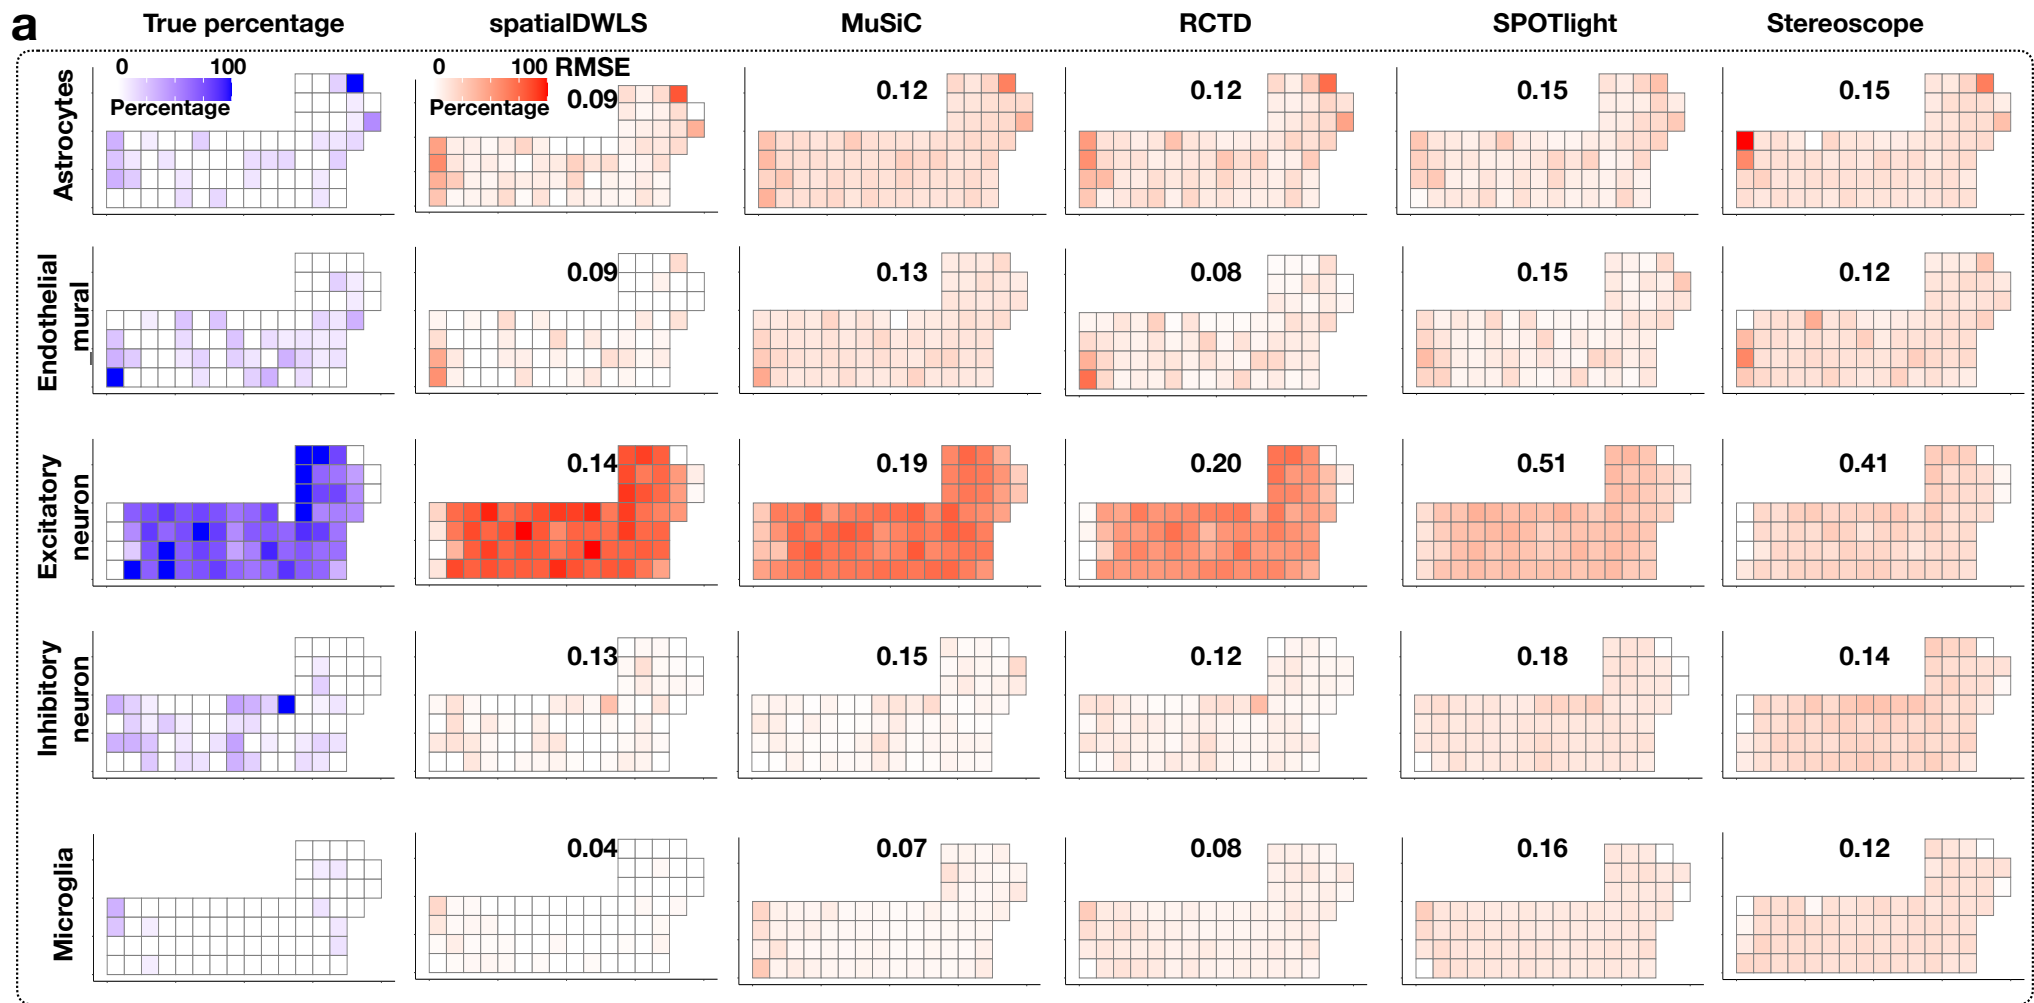 a
True percentage spatialDWLS MuSiC RCTD SPOTlight Stereoscope
0 100 0 100 RMSE
Percentage Percentage
Astrocytes
0.09 0.12 0.12 0.15 0.15
Endothelial
mural
0.09 0.13 0.08 0.15 0.12
Excitatory
neuron
0.14 0.19 0.20 0.51 0.41
Inhibitory
neuron
0.13 0.15 0.12 0.18 0.14
Microglia
0.04 0.07 0.08 0.16 0.12